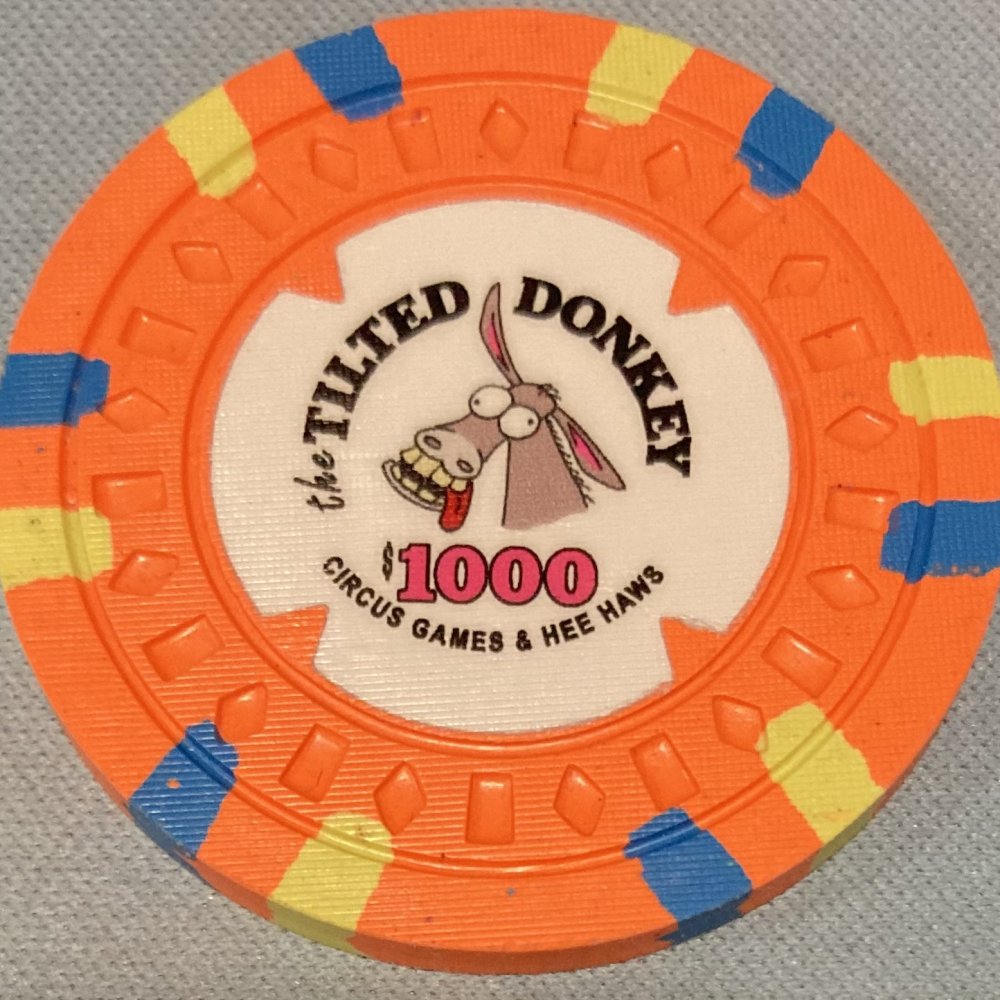 the TILTED DONKEY
$1000
CIRCUS GAMES & HEE HAWS